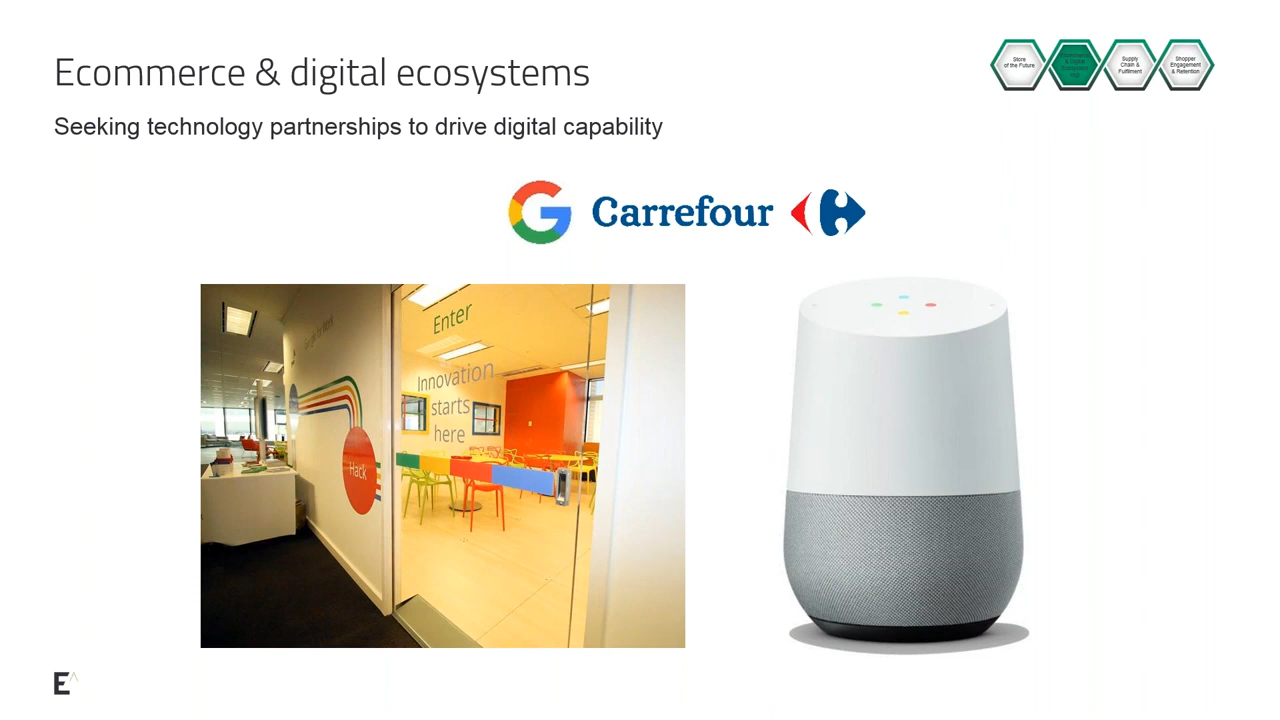 Ecommerce & digital ecosystems
Store
of the Future
Supply
Chain &
Fulfilment
Shopper
Engagement
& Retention
Seeking technology partnerships to drive digital capability
G Carrefour
Enter
Innovation
starts
here
Hack
E^